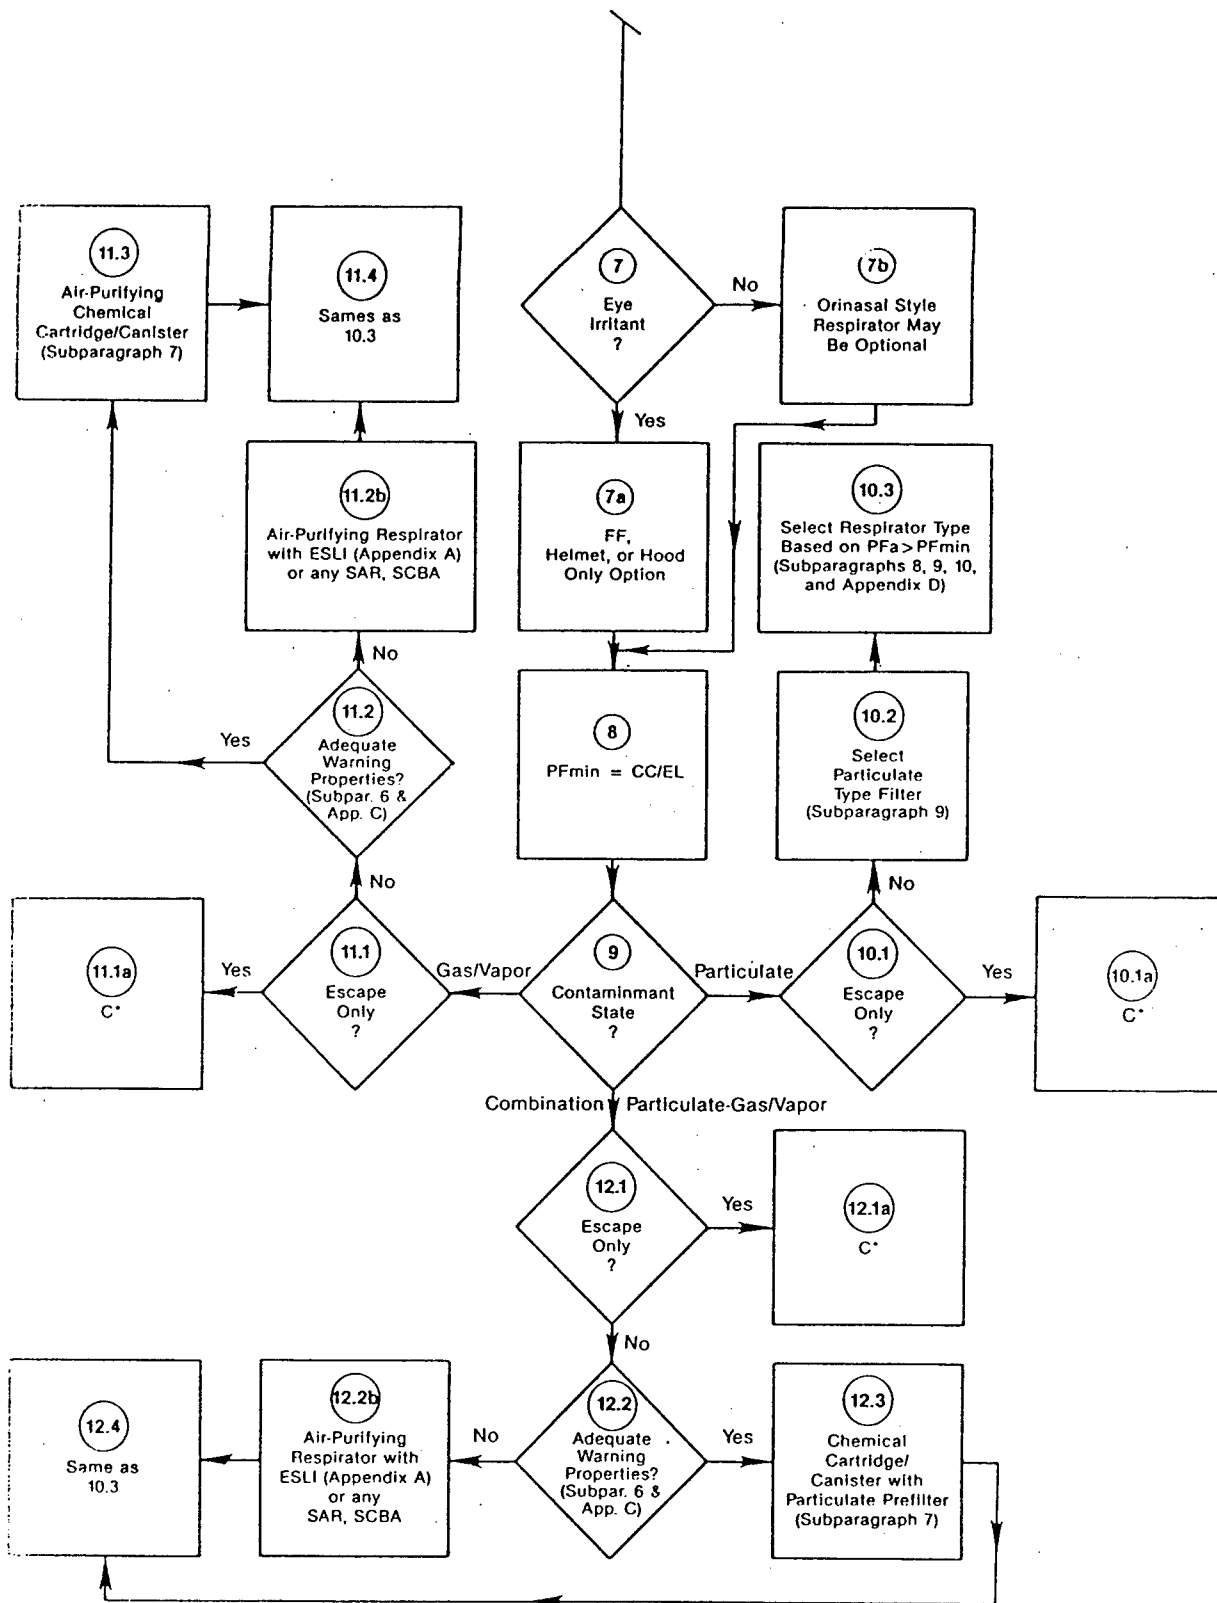 11.3
Air-Purifying
Chemical
Cartridge/Canister
(Subparagraph 7)
11.4
Sames as
10.3
7
Eye
Irritant
?
No
7b
Orinasal Style
Respirator May
Be Optional
Yes
11.2b
Air-Purifying Respirator
with ESLI (Appendix A)
or any SAR, SCBA
7a
FF,
Helmet, or Hood
Only Option
10.3
Select Respirator Type
Based on PFa>PFmin
(Subparagraphs 8, 9, 10,
and Appendix D)
No
11.2
Adequate
Warning
Properties?
(Subpar. 6 &
App. C)
Yes
8
PFmin = CC/EL
10.2
Select
Particulate
Type Filter
(Subparagraph 9)
No
No
11.1a
C*
Yes
11.1
Escape
Only
?
Gas/Vapor
9
Contaminmant
State
?
Particulate
10.1
Escape
Only
?
Yes
10.1a
C*
Combination Particulate-Gas/Vapor
12.1
Escape
Only
?
Yes
12.1a
C*
No
12.4
Same as
10.3
12.2b
Air-Purifying
Respirator with
ESLI (Appendix A)
or any
SAR, SCBA
No
12.2
Adequate
Warning
Properties?
(Subpar. 6 &
App. C)
Yes
12.3
Chemical
Cartridge/
Canister with
Particulate Prefilter
(Subparagraph 7)